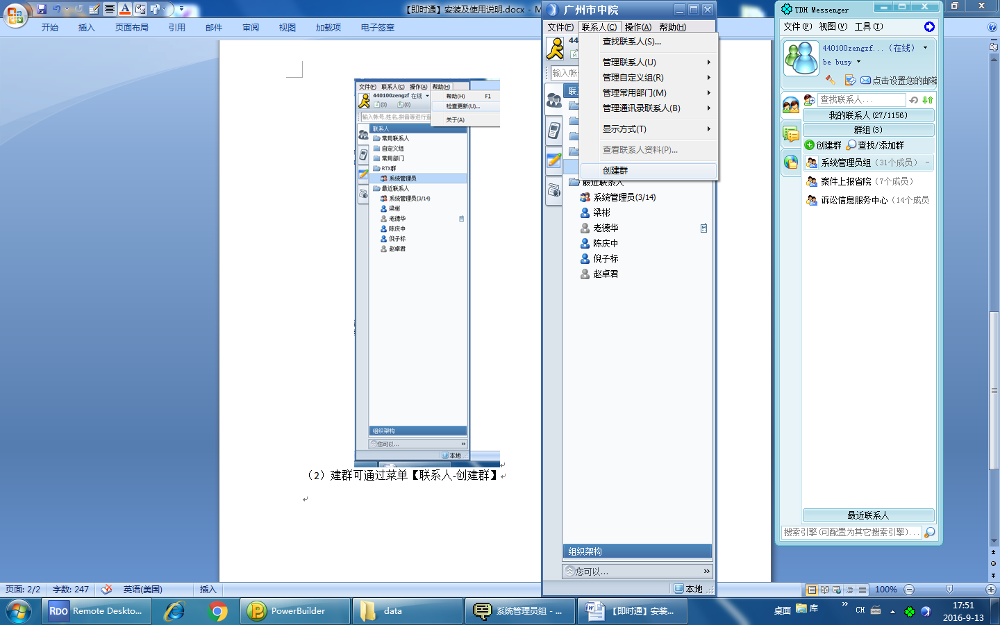 【即时通】安装及使用说明.docx - M
开始 插入 页面布局 引用 邮件 审阅 视图 加载项 电子签章
文件(F) 联系人(C) 操作(A) 帮助(H)
440100zengzf 在线
(0) (0)
输入帐号,姓名,拼音等进行查
帮助(H) F1
检查更新(U)...
关于(A)
联系人
常用联系人
自定义组
常用部门
RTX群
系统管理员
最近联系人
系统管理员(3/14)
梁彬
老德华
陈庆中
倪子标
赵卓君
组织架构
您可以... »
本地
（2）建群可通过菜单【联系人-创建群】
广州市中院
文件(F) 联系人(C) 操作(A) 帮助(H)
44
输入帐
联
查找联系人(S)...
管理联系人(U)
管理自定义组(R)
管理常用部门(M)
管理通讯录联系人(B)
显示方式(T)
查看联系人资料(P)...
创建群
最近联系人
系统管理员(3/14)
梁彬
老德华
陈庆中
倪子标
赵卓君
组织架构
您可以... »
本地
TDH Messenger
文件(F) 视图(V) 工具(T)
440100zengzf...（在线）
be busy
点击设置您的邮箱
查找联系人...
我的联系人(27/1156)
群组(3)
创建群 查找/添加群
系统管理员组（31个成员）
案件上报省院（7个成员）
诉讼信息服务中心（14个成员
最近联系人
搜索引擎(可配置为其它搜索引擎)...
页面: 2/2 字数: 247 英语(美国) 插入 100%
RDO Remote Deskto... PowerBuilder data 系统管理员组 - ... 【即时通】安装... 桌面 库 » CH 17:51
2016-9-13